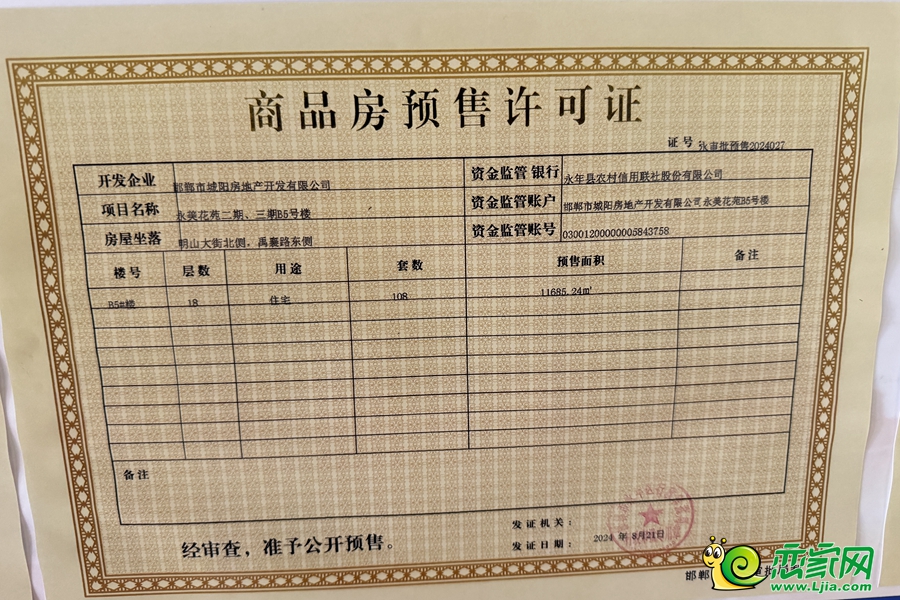 商品房预售许可证
证号 永审批预售2024027
开发企业 邯郸市城阳房地产开发有限公司 资金监管银行 永年县农村信用联社股份有限公司
项目名称 永美花苑二期、三期B5号楼 资金监管账户 邯郸市城阳房地产开发有限公司永美花苑B5号楼
房屋坐落 明山大街北侧，禹襄路东侧 资金监管账号 03001200000005843758
楼号 层数 用途 套数 预售面积 备注
B5#楼 18 住宅 108 11685.24㎡
备注
发证机关：
经审查，准予公开预售。
发证日期： 2024 年 8月21日
邯郸
恋家网
www.Ljia.com